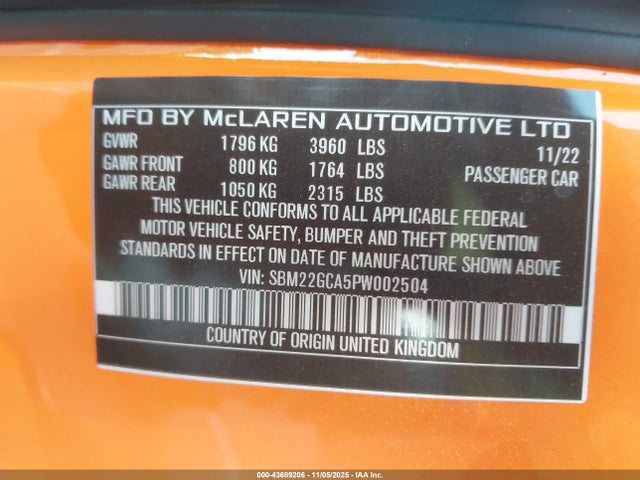 MFD BY McLAREN AUTOMOTIVE LTD
GVWR 1796 KG 3960 LBS 11/22
GAWR FRONT 800 KG 1764 LBS PASSENGER CAR
GAWR REAR 1050 KG 2315 LBS
THIS VEHICLE CONFORMS TO ALL APPLICABLE FEDERAL
MOTOR VEHICLE SAFETY, BUMPER AND THEFT PREVENTION
STANDARDS IN EFFECT ON DATE OF MANUFACTURE SHOWN ABOVE
VIN: SBM22GCA5PW002504
COUNTRY OF ORIGIN UNITED KINGDOM
000-43609206 - 11/05/2025 - IAA Inc.